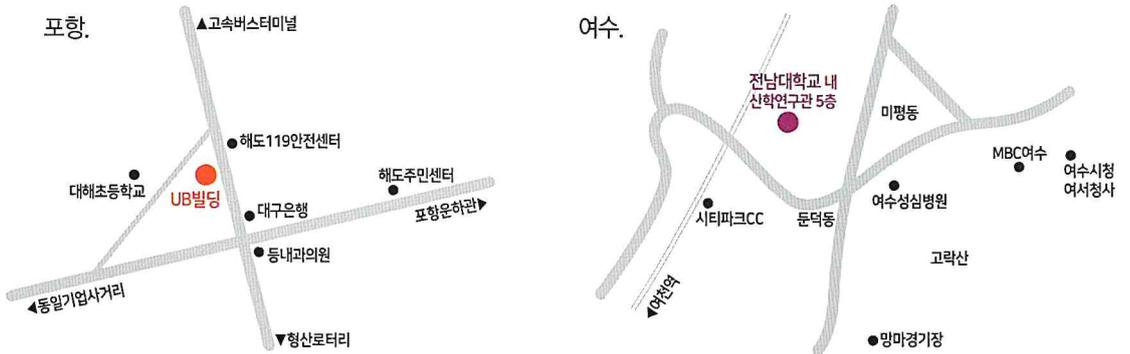 포항.
▲고속버스터미널
해도119안전센터
대해초등학교
UB빌딩
해도주민센터
대구은행
포항운하관▶
등내과의원
◀동일기업사거리
▼형산로터리
여수.
전남대학교 내
산학연구관 5층
미평동
MBC여수
여수시청
여서청사
여수성심병원
시티파크CC
둔덕동
고락산
◀여천역
망마경기장